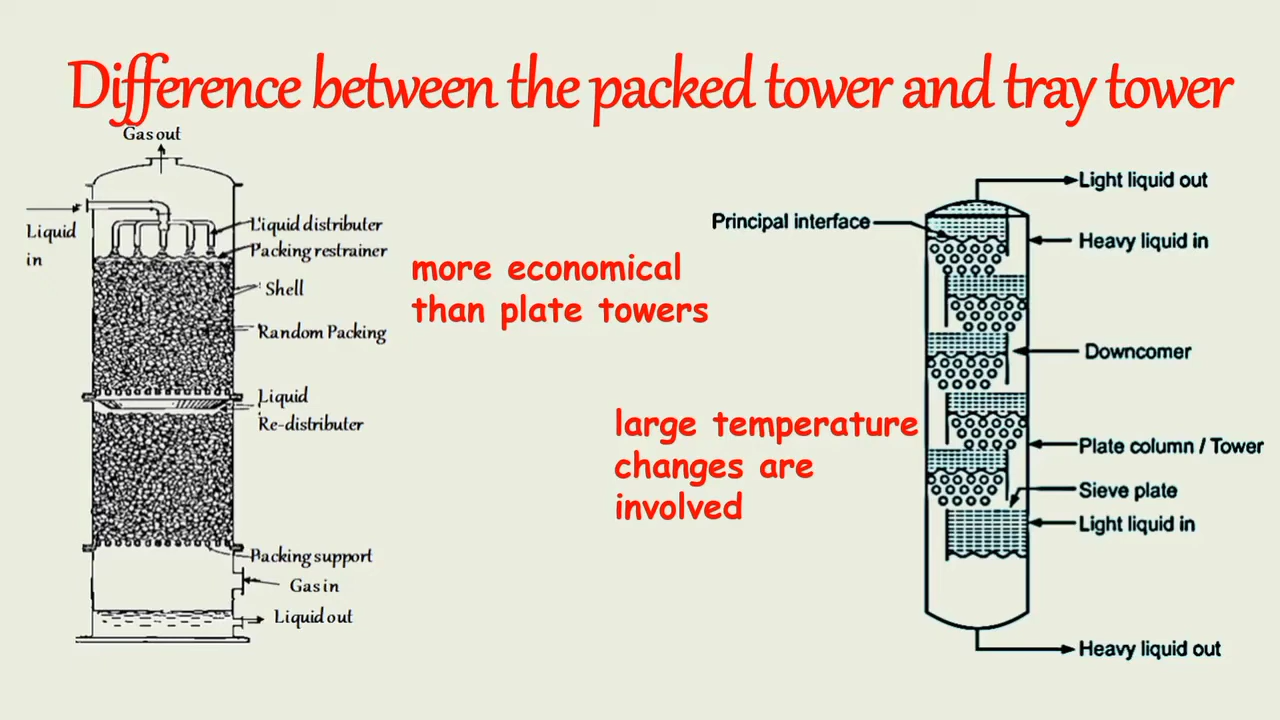 Difference between the packed tower and tray tower
Gas out
Liquid
in
Liquid distributer
Packing restrainer
Shell
Random Packing
Liquid
Re-distributer
Packing support
Gas in
Liquid out
more economical
than plate towers
large temperature
changes are
involved
Light liquid out
Principal interface
Heavy liquid in
Downcomer
Plate column / Tower
Sieve plate
Light liquid in
Heavy liquid out